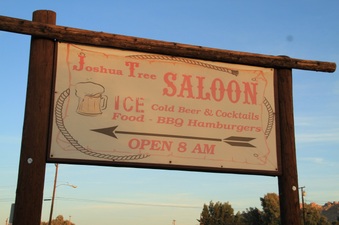 Joshua Tree
SALOON
ICE Cold Beer & Cocktails
Food - BBQ Hamburgers
OPEN 8 AM